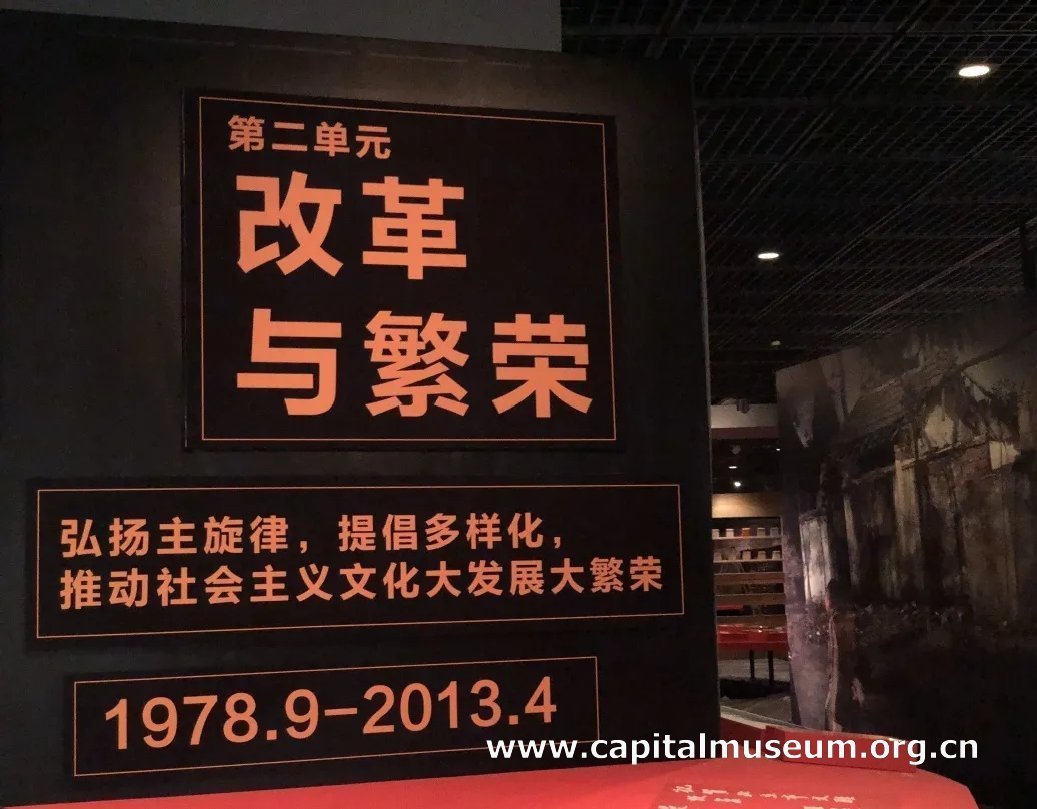 第二单元
改革
与繁荣
弘扬主旋律，提倡多样化，
推动社会主义文化大发展大繁荣
1978.9-2013.4
www.capitalmuseum.org.cn